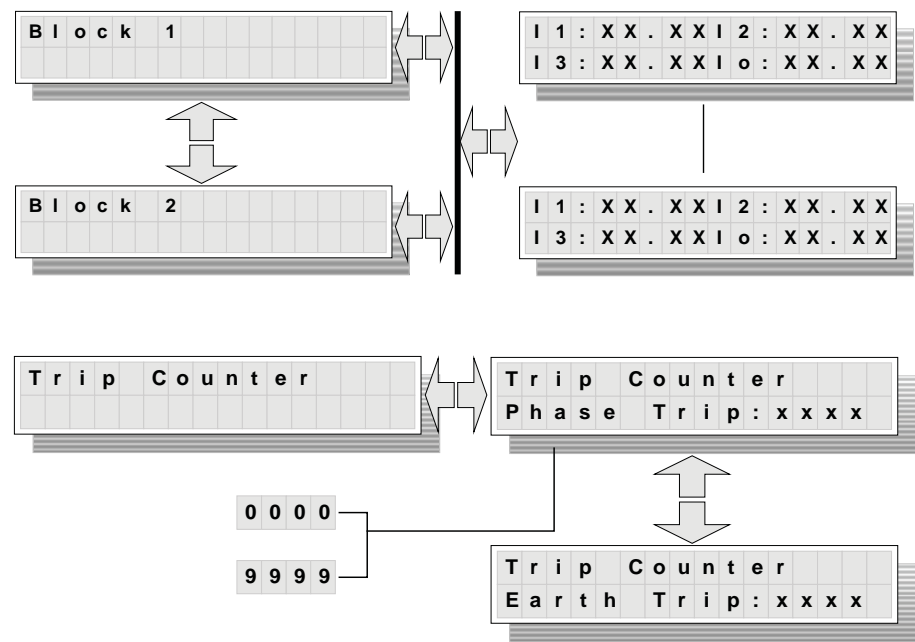 Block 1
I1:XX.XXI2:XX.XX
I3:XX.XXIo:XX.XX
Block 2
I1:XX.XXI2:XX.XX
I3:XX.XXIo:XX.XX
Trip Counter
Trip Counter
Phase Trip:xxxx
0000
9999
Trip Counter
Earth Trip:xxxx